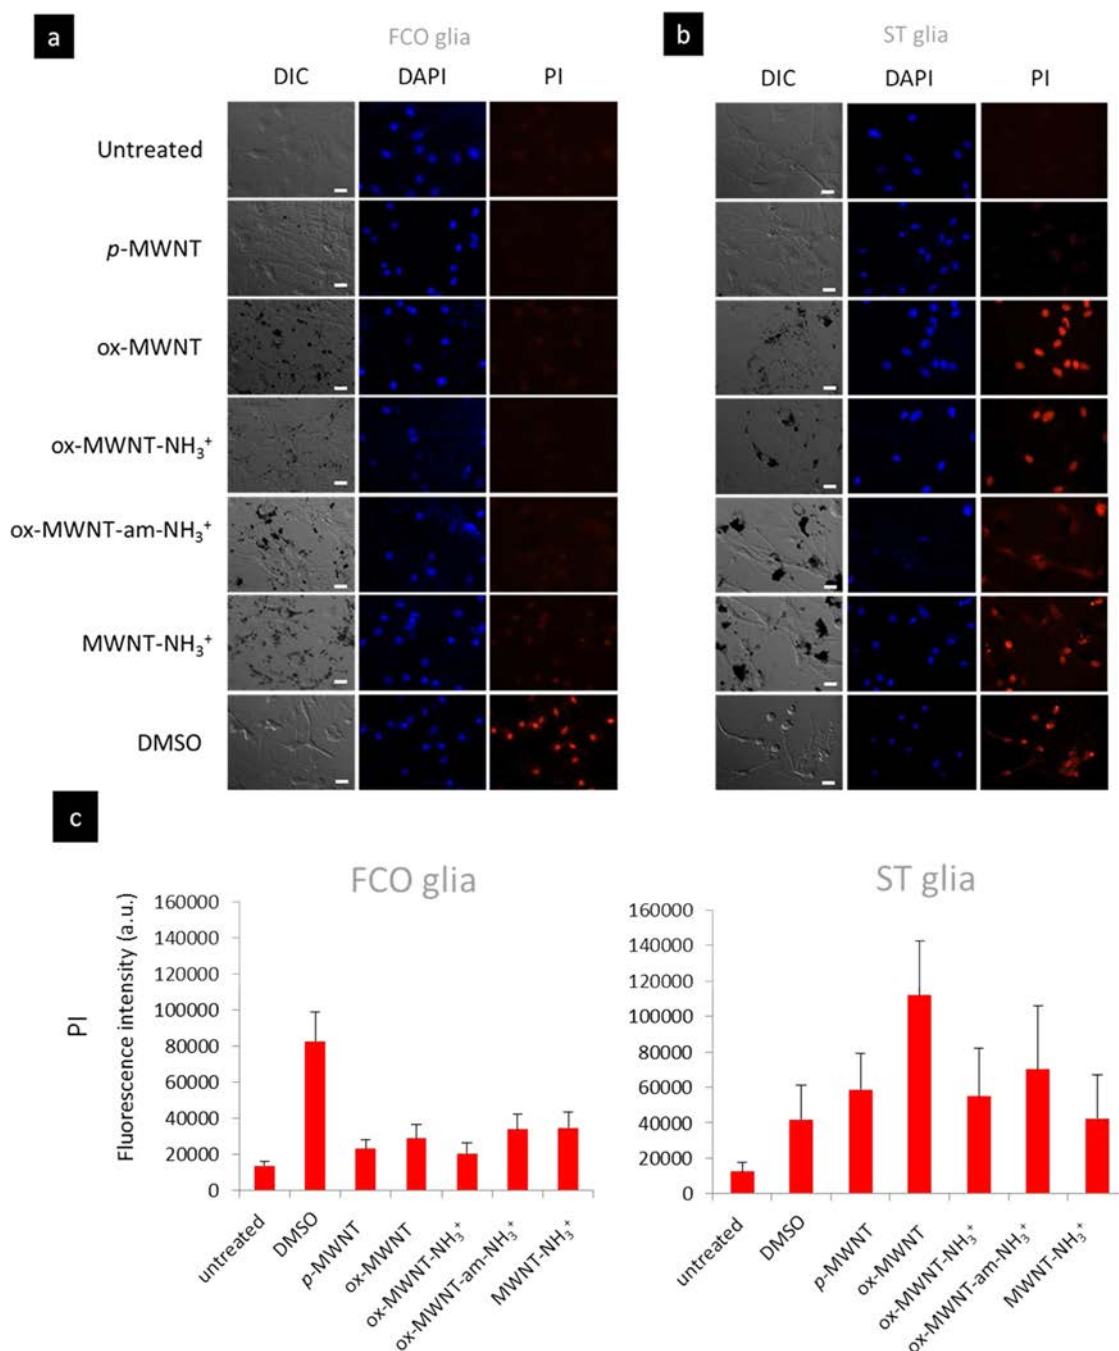 a
FCO glia
DIC DAPI PI
b
ST glia
DIC DAPI PI
Untreated
p-MWNT
ox-MWNT
ox-MWNT-NH₃⁺
ox-MWNT-am-NH₃⁺
MWNT-NH₃⁺
DMSO
c
FCO glia
PI
Fluorescence intensity (a.u.)
160000
140000
120000
100000
80000
60000
40000
20000
0
untreated
DMSO
p-MWNT
ox-MWNT
ox-MWNT-NH₃⁺
ox-MWNT-am-NH₃⁺
MWNT-NH₃⁺
ST glia
160000
140000
120000
100000
80000
60000
40000
20000
0
untreated
DMSO
p-MWNT
ox-MWNT
ox-MWNT-NH₃⁺
ox-MWNT-am-NH₃⁺
MWNT-NH₃⁺